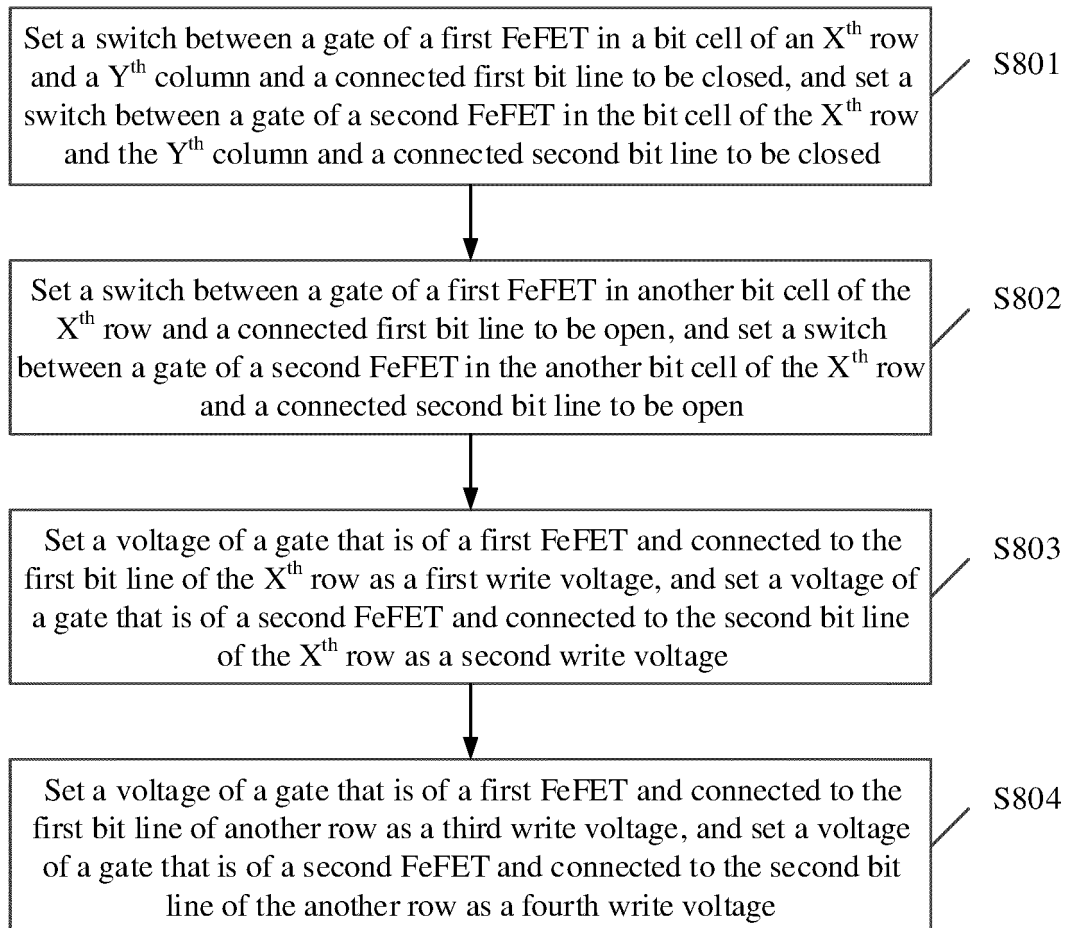 Set a switch between a gate of a first FeFET in a bit cell of an Xth row
and a Yth column and a connected first bit line to be closed, and set a
switch between a gate of a second FeFET in the bit cell of the Xth row
and the Yth column and a connected second bit line to be closed
S801
Set a switch between a gate of a first FeFET in another bit cell of the
Xth row and a connected first bit line to be open, and set a switch
between a gate of a second FeFET in the another bit cell of the Xth row
and a connected second bit line to be open
S802
Set a voltage of a gate that is of a first FeFET and connected to the
first bit line of the Xth row as a first write voltage, and set a voltage of
a gate that is of a second FeFET and connected to the second bit line
of the Xth row as a second write voltage
S803
Set a voltage of a gate that is of a first FeFET and connected to the
first bit line of another row as a third write voltage, and set a voltage
of a gate that is of a second FeFET and connected to the second bit
line of the another row as a fourth write voltage
S804